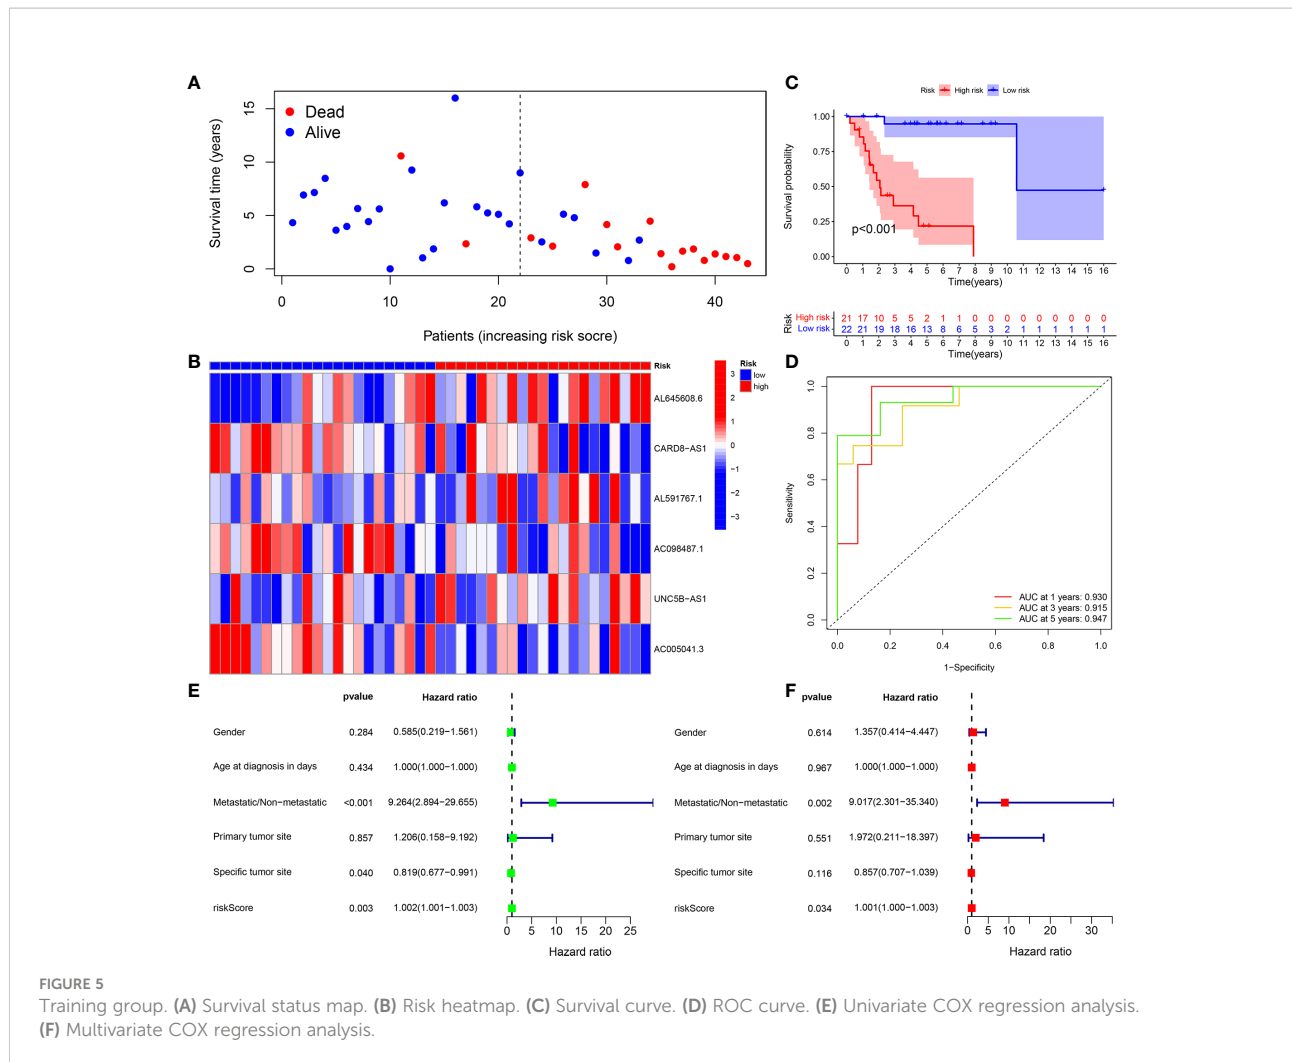 A
Dead
Alive
Survival time (years)
0
5
10
15
0
10
20
30
40
Patients (increasing risk socre)
C
Risk High risk Low risk
Survival probability
1.00
0.75
0.50
0.25
0.00
p<0.001
0 1 2 3 4 5 6 7 8 9 10 11 12 13 14 15 16
Time(years)
Risk
High risk 21 17 10 5 5 2 1 1 0 0 0 0 0 0 0 0 0
Low risk 22 21 19 18 16 13 8 6 5 3 2 1 1 1 1 1 1
0 1 2 3 4 5 6 7 8 9 10 11 12 13 14 15 16
Time(years)
B
Risk
AL645608.6
CARD8−AS1
AL591767.1
AC098487.1
UNC5B−AS1
AC005041.3
3
2
1
0
−1
−2
−3
Risk
low
high
D
Sensitivity
1.0
0.8
0.6
0.4
0.2
0.0
AUC at 1 years: 0.930
AUC at 3 years: 0.915
AUC at 5 years: 0.947
0.0 0.2 0.4 0.6 0.8 1.0
1−Specificity
E
pvalue Hazard ratio
Gender 0.284 0.585(0.219−1.561)
Age at diagnosis in days 0.434 1.000(1.000−1.000)
Metastatic/Non−metastatic <0.001 9.264(2.894−29.655)
Primary tumor site 0.857 1.206(0.158−9.192)
Specific tumor site 0.040 0.819(0.677−0.991)
riskScore 0.003 1.002(1.001−1.003)
0 5 10 15 20 25
Hazard ratio
F
pvalue Hazard ratio
Gender 0.614 1.357(0.414−4.447)
Age at diagnosis in days 0.967 1.000(1.000−1.000)
Metastatic/Non−metastatic 0.002 9.017(2.301−35.340)
Primary tumor site 0.551 1.972(0.211−18.397)
Specific tumor site 0.116 0.857(0.707−1.039)
riskScore 0.034 1.001(1.000−1.003)
0 5 10 20 30
Hazard ratio
FIGURE 5
Training group. (A) Survival status map. (B) Risk heatmap. (C) Survival curve. (D) ROC curve. (E) Univariate COX regression analysis.
(F) Multivariate COX regression analysis.